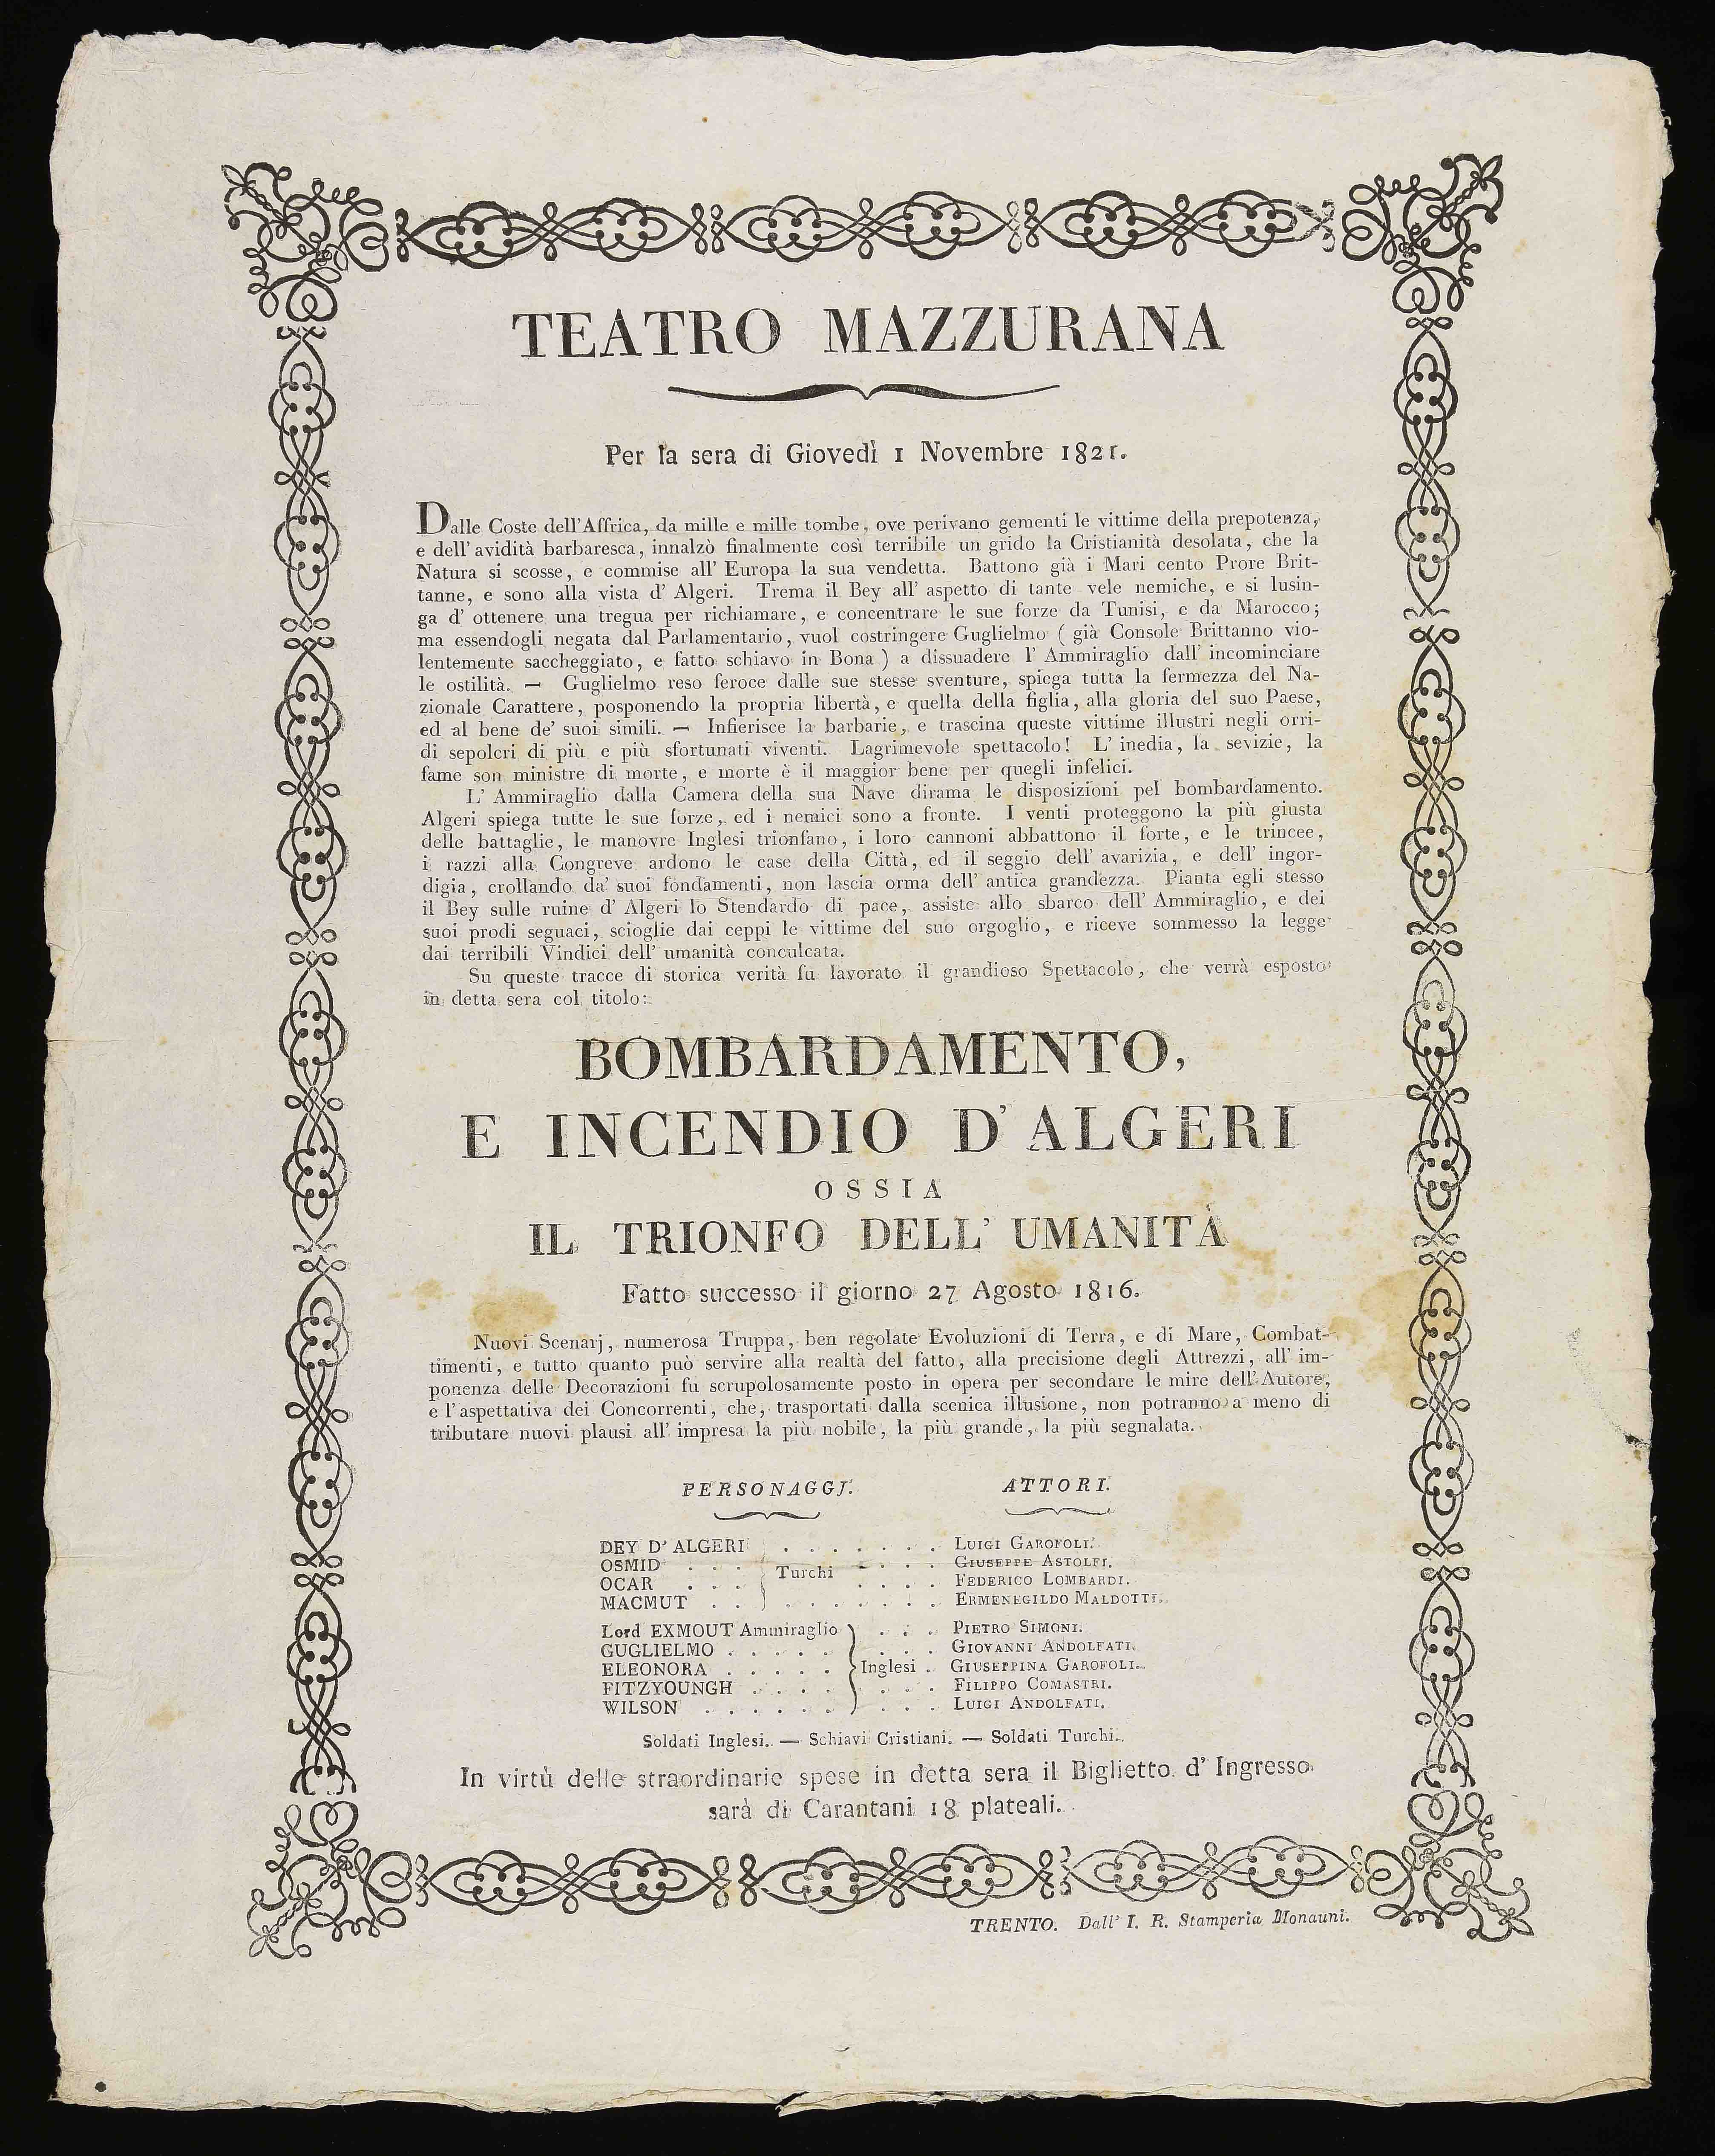 TEATRO MAZZURANA
Per la sera di Giovedì 1 Novembre 1821.
Dalle Coste dell'Affrica, da mille e mille tombe, ove perivano gementi le vittime della prepotenza,
e dell' avidità barbaresca, innalzò finalmente così terribile un grido la Cristianità desolata, che la
Natura si scosse, e commise all' Europa la sua vendetta. Battono già i Mari cento Prore Brit-
tanne, e sono alla vista d' Algeri. Trema il Bey all' aspetto di tante vele nemiche, e si lusin-
ga d' ottenere una tregua per richiamare, e concentrare le sue forze da Tunisi, e da Marocco;
ma essendogli negata dal Parlamentario, vuol costringere Guglielmo ( già Console Brittanno vio-
lentemente saccheggiato, e fatto schiavo in Bona ) a dissuadere l' Ammiraglio dall' incominciare
le ostilità. — Guglielmo reso feroce dalle sue stesse sventure, spiega tutta la fermezza del Na-
zionale Carattere, posponendo la propria libertà, e quella della figlia, alla gloria del suo Paese,
ed al bene de' suoi simili. — Infierisce la barbarie, e trascina queste vittime illustri negli orri-
di sepolcri di più e più sfortunati viventi. Lagrimevole spettacolo! L' inedia, la sevizie, la
fame son ministre di morte, e morte è il maggior bene per quegli infelici.
L' Ammiraglio dalla Camera della sua Nave dirama le disposizioni pel bombardamento.
Algeri spiega tutte le sue forze, ed i nemici sono a fronte. I venti proteggono la più giusta
delle battaglie, le manovre Inglesi trionfano, i loro cannoni abbattono il forte, e le trincee,
i razzi alla Congreve ardono le case della Città, ed il seggio dell' avarizia, e dell' ingor-
digia, crollando da' suoi fondamenti, non lascia orma dell' antica grandezza. Pianta egli stesso
il Bey sulle ruine d' Algeri lo Stendardo di pace, assiste allo sbarco dell' Ammiraglio, e dei
suoi prodi seguaci, scioglie dai ceppi le vittime del suo orgoglio, e riceve sommesso la legge
dai terribili Vindici dell' umanità conculcata.
Su queste tracce di storica verità fu lavorato il grandioso Spettacolo, che verrà esposto
in detta sera col titolo:
BOMBARDAMENTO,
E INCENDIO D'ALGERI
OSSIA
IL TRIONFO DELL' UMANITÀ
Fatto successo il giorno 27 Agosto 1816.
Nuovi Scenarj, numerosa Truppa, ben regolate Evoluzioni di Terra, e di Mare, Combat-
timenti, e tutto quanto può servire alla realtà del fatto, alla precisione degli Attrezzi, all' im-
ponenza delle Decorazioni fu scrupolosamente posto in opera per secondare le mire dell' Autore,
e l'aspettativa dei Concorrenti, che, trasportati dalla scenica illusione, non potranno a meno di
tributare nuovi plausi all' impresa la più nobile, la più grande, la più segnalata.
PERSONAGGJ. ATTORI.
DEY D' ALGERI . . . . . . . LUIGI GAROFOLI.
OSMID . . . Turchi . . . . GIUSEPPE ASTOLFI.
OCAR . . . . . . . FEDERICO LOMBARDI.
MACMUT . . . . . . . . . ERMENEGILDO MALDOTTI.
Lord EXMOUT Ammiraglio . . . PIETRO SIMONI.
GUGLIELMO . . . . . . . . GIOVANNI ANDOLFATI.
ELEONORA . . . . . Inglesi . GIUSEPPINA GAROFOLI.
FITZYOUNGH . . . . . . . FILIPPO COMASTRI.
WILSON . . . . . . . . . LUIGI ANDOLFATI.
Soldati Inglesi. — Schiavi Cristiani. — Soldati Turchi.
In virtù delle straordinarie spese in detta sera il Biglietto d' Ingresso
sarà di Carantani 18 plateali.
TRENTO. Dall' I. R. Stamperia Monauni.